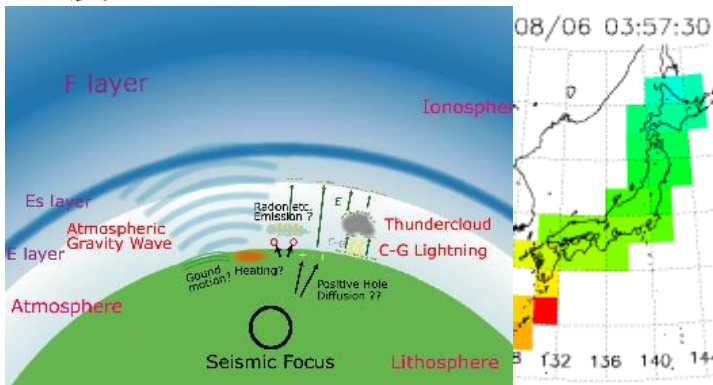 F layer
Ionospher
Es layer
Radon etc.
Emission ?
E
Atmospheric
Gravity Wave
Thundercloud
E layer
C-G Lightning
Gound
motion?
Heating?
Positive Hole
Diffusion ??
Atmosphere
Seismic Focus
Lithosphere
08/06 03:57:30
132 136 140 144